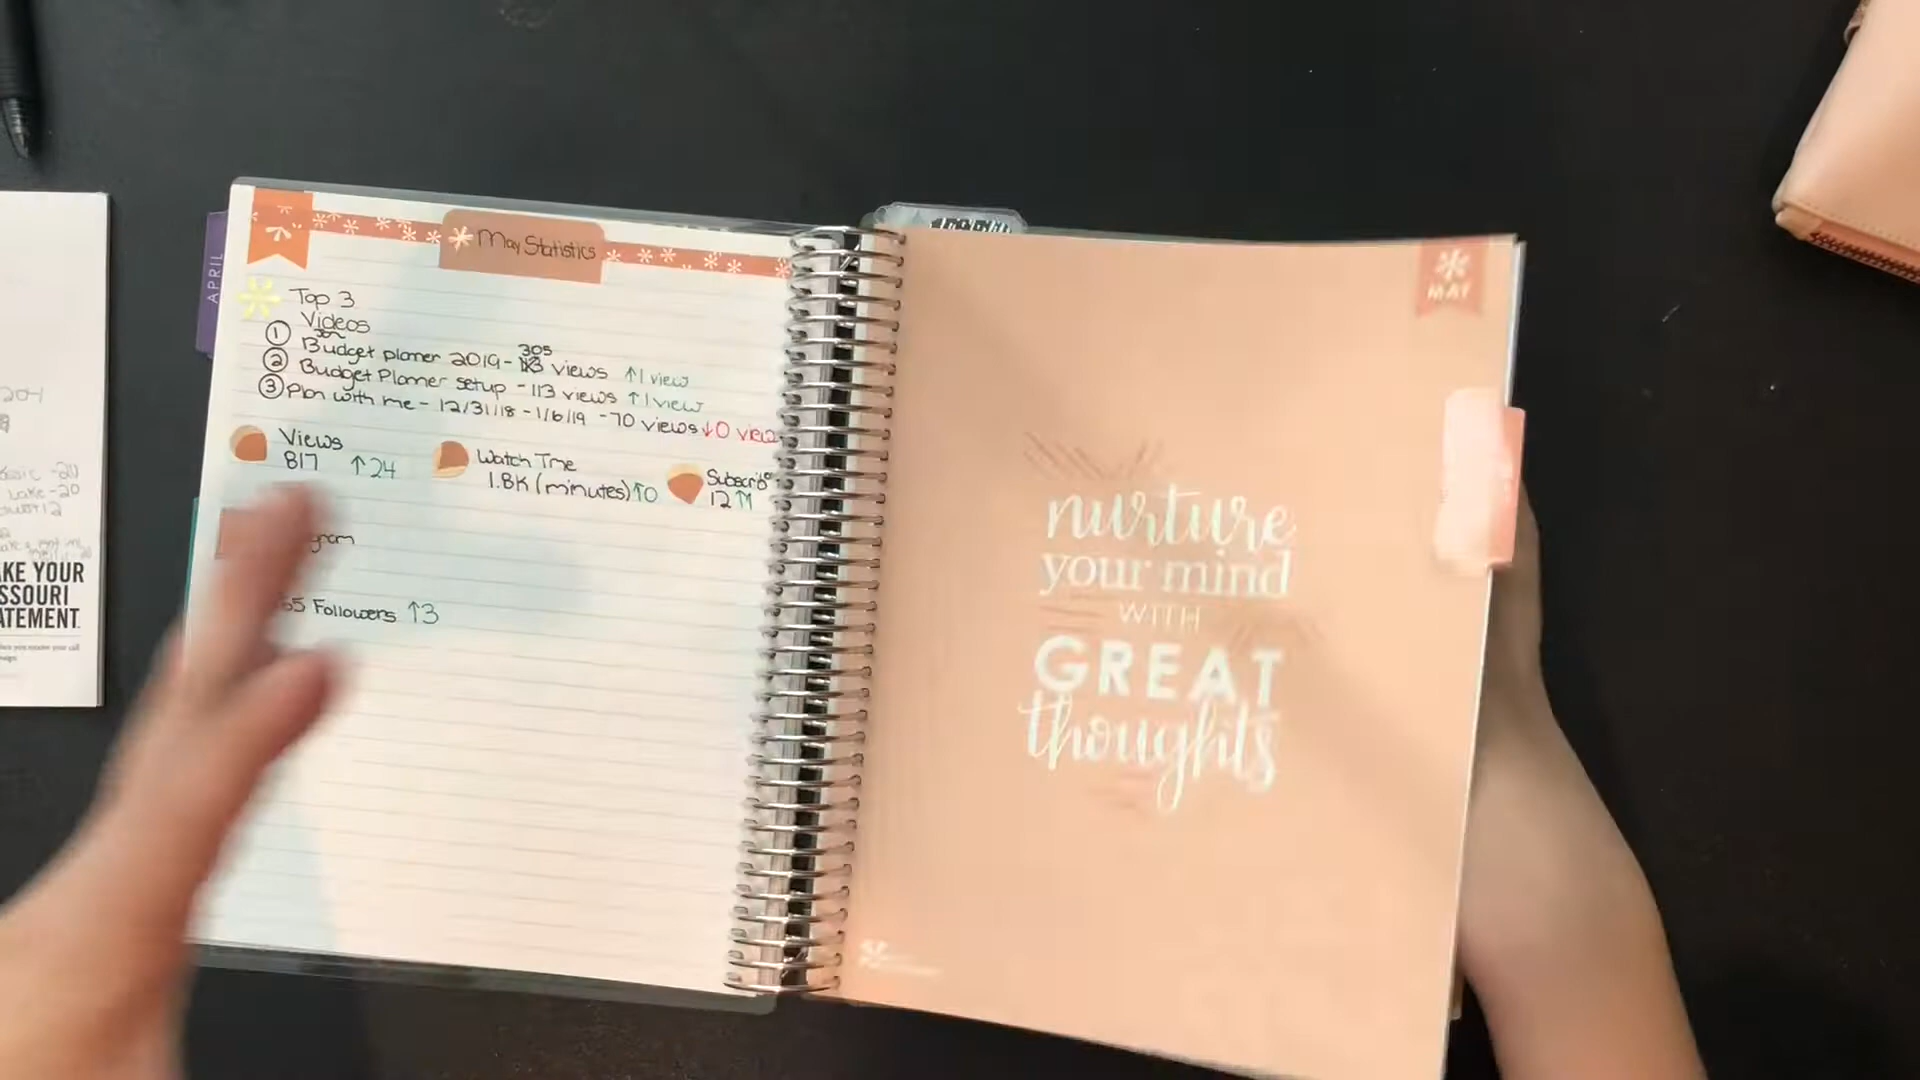 APRIL
May Statistics
Top 3
Videos
① Budget planner 2019 - 305 views ↑1 view
② Budget Planner setup - 113 views ↑1 view
③ Plan with me - 12/31/18 - 1/6/19 - 70 views ↓0
Views
817 ↑24
Watch Time
1.8K (minutes) ↑0
12 ↑1
Followers ↑3
MAY
nurture
your mind
WITH
GREAT
thoughts
KE YOUR
SSOURI
ATEMENT